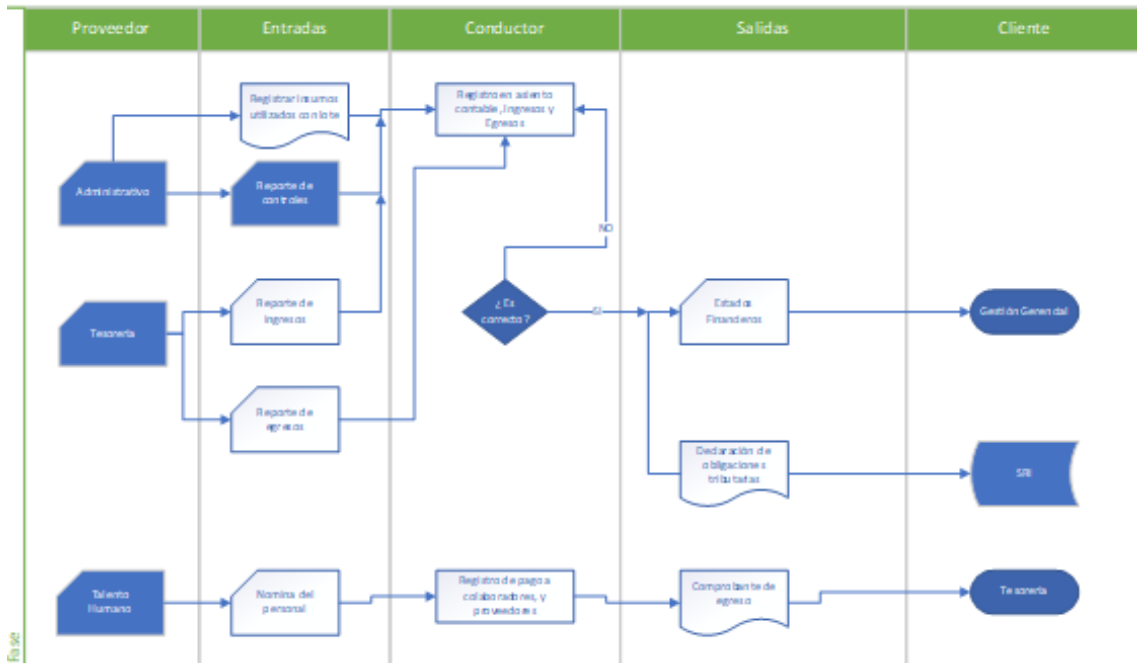 Proveedor
Entradas
Conductor
Salidas
Cliente
Registrar insumos
utilizados con lote
Registro en asiento
contable, Ingresos y
Egresos
Administrativo
Reporte de
controles
NO
Tesorería
Reporte de
ingresos
¿Es
correcto?
SI
Estados
Financieros
Gestión Gerencial
Reporte de
egresos
Declaración de
obligaciones
tributarias
SRI
Talento
Humano
Nomina del
personal
Registro de pago a
colaboradores, y
proveedores
Comprobante de
egreso
Tesorería
Fase